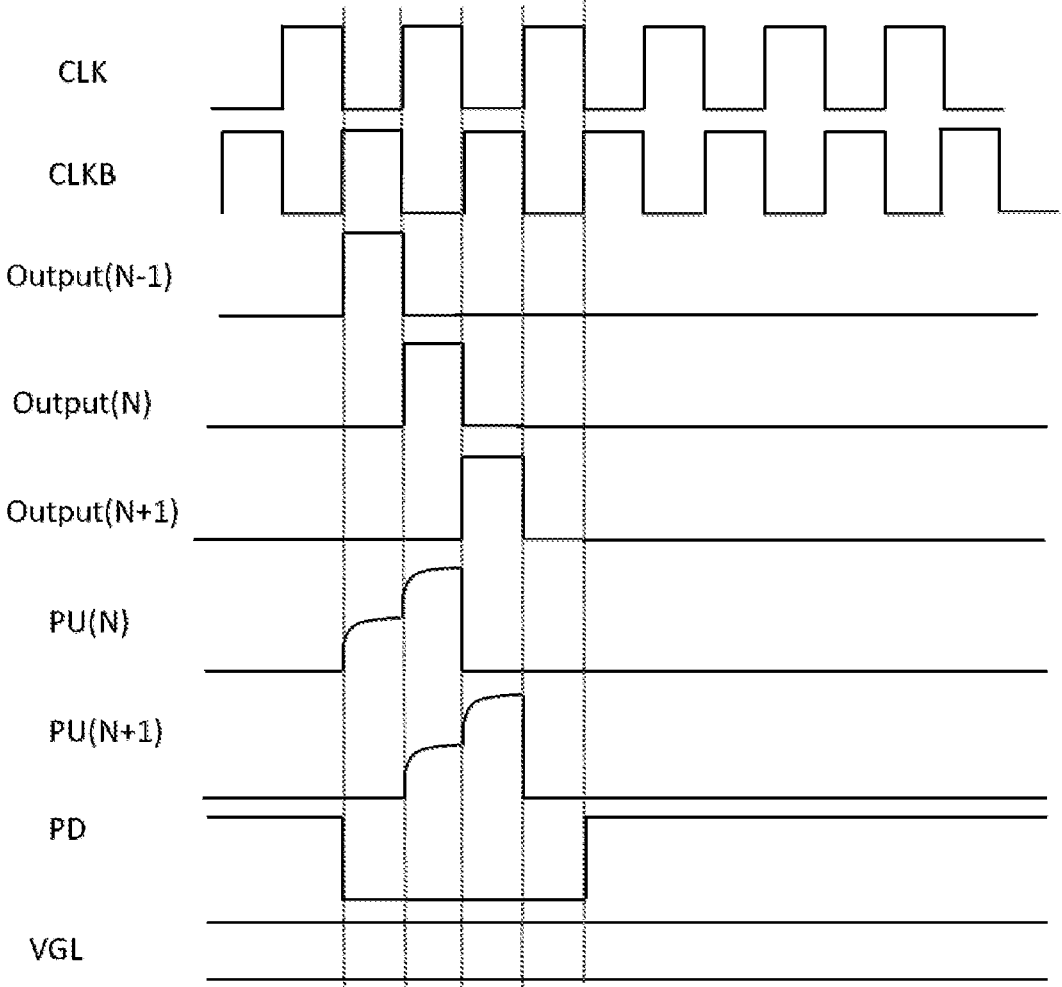 CLK
CLKB
Output(N-1)
Output(N)
Output(N+1)
PU(N)
PU(N+1)
PD
VGL